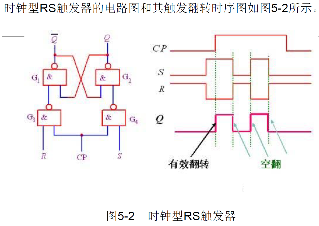 时钟型RS触发器的电路图和其触发翻转时序图如图5-2所示.
Q Q
G₁ & & G₂
G₃ & & G₄
R CP S
CP
S
R
Q
有效翻转 空翻
图5-2 时钟型RS触发器